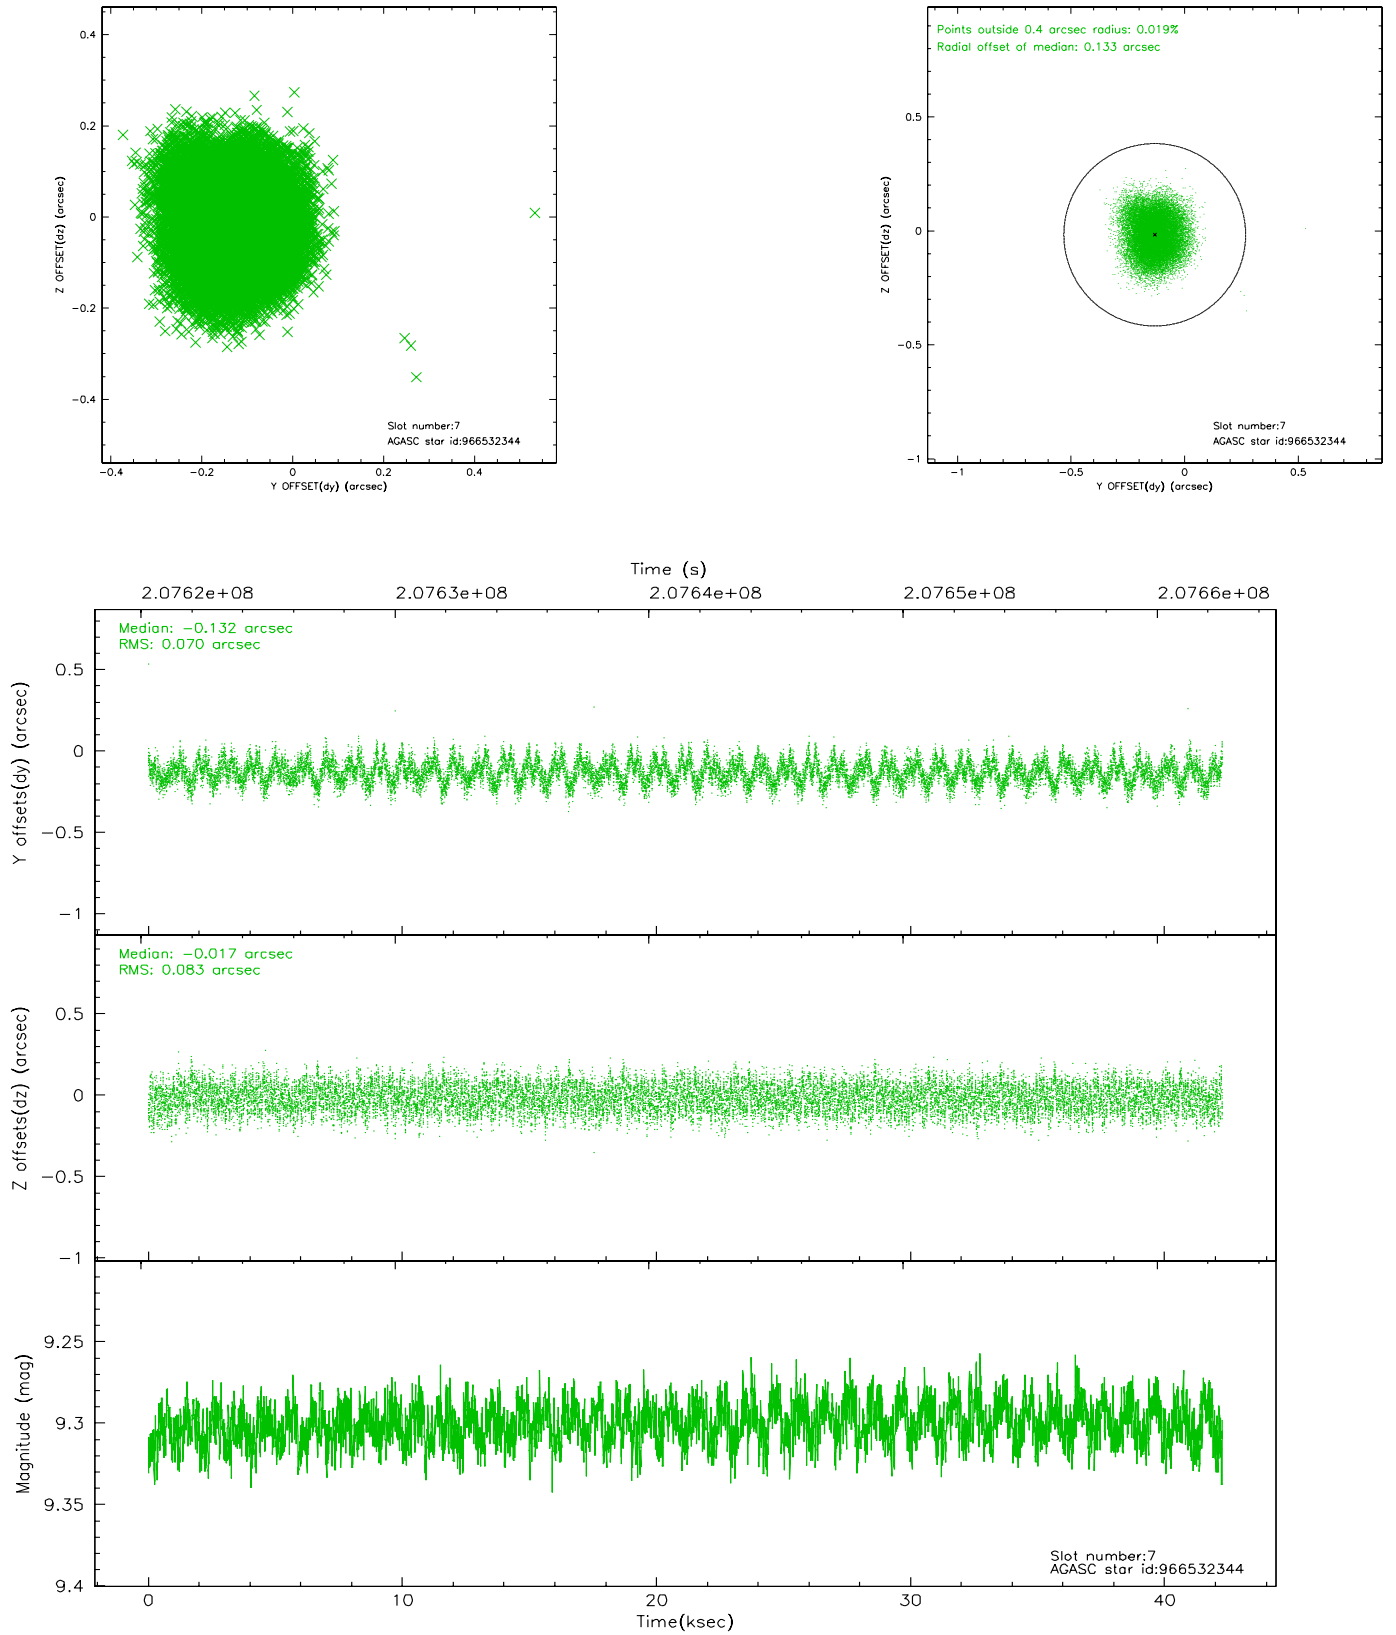 0.4
0.2
0
−0.2
−0.4
Z OFFSET(dz) (arcsec)
−0.4
−0.2
0
0.2
0.4
Y OFFSET(dy) (arcsec)
Slot number:7
AGASC star id:966532344
Points outside 0.4 arcsec radius: 0.019%
Radial offset of median: 0.133 arcsec
0.5
0
−0.5
−1
Z OFFSET(dz) (arcsec)
−1
−0.5
0
0.5
Y OFFSET(dy) (arcsec)
Slot number:7
AGASC star id:966532344
Time (s)
2.0762e+08
2.0763e+08
2.0764e+08
2.0765e+08
2.0766e+08
Median: −0.132 arcsec
RMS: 0.070 arcsec
0.5
0
−0.5
−1
Y offsets(dy) (arcsec)
Median: −0.017 arcsec
RMS: 0.083 arcsec
0.5
0
−0.5
−1
Z offsets(dz) (arcsec)
9.25
9.3
9.35
9.4
Magnitude (mag)
Slot number:7
AGASC star id:966532344
0
10
20
30
40
Time(ksec)